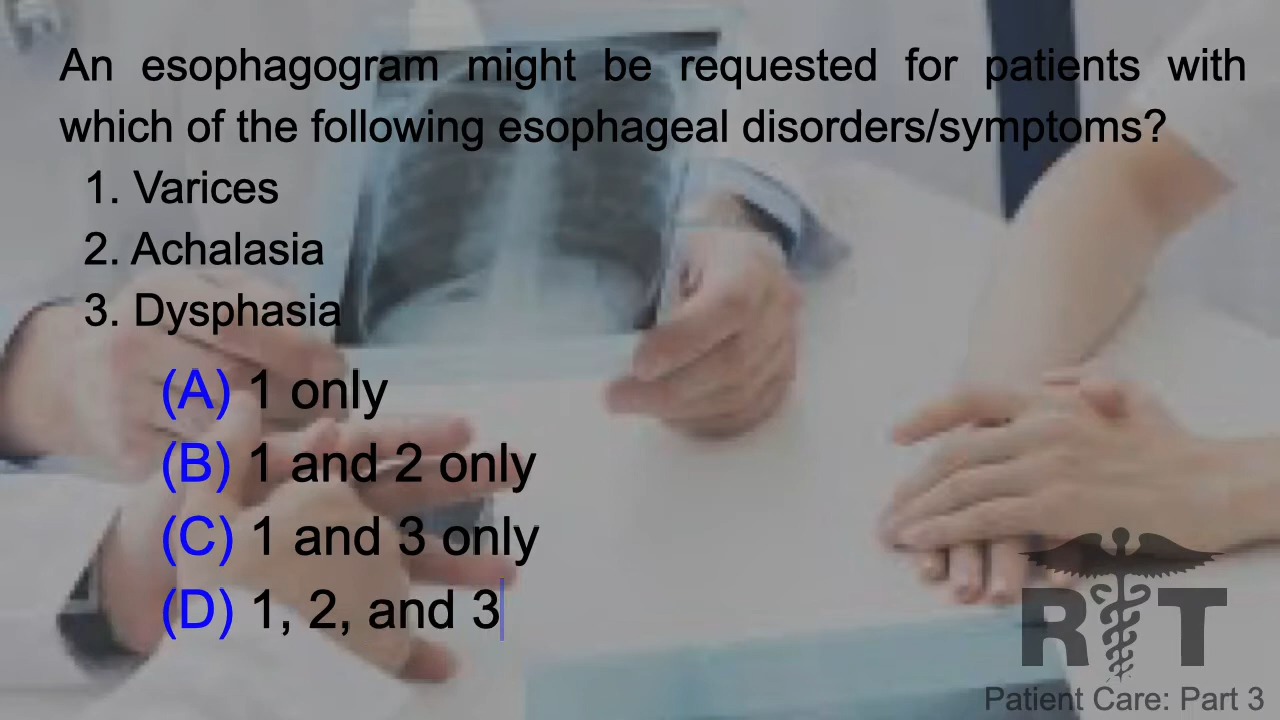 An esophagogram might be requested for patients with
which of the following esophageal disorders/symptoms?
1. Varices
2. Achalasia
3. Dysphasia
(A) 1 only
(B) 1 and 2 only
(C) 1 and 3 only
(D) 1, 2, and 3
R T
Patient Care: Part 3